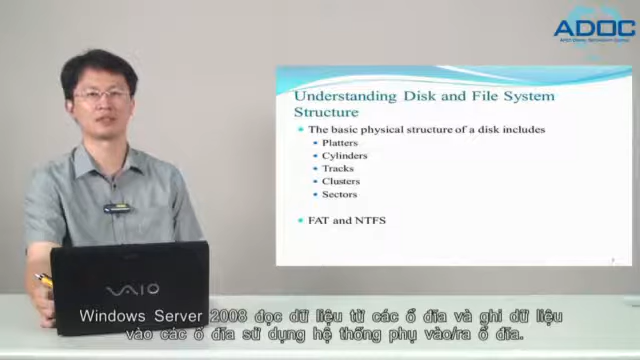 ADOC
Understanding Disk and File System
Structure
The basic physical structure of a disk includes
Platters
Cylinders
Tracks
Clusters
Sectors
FAT and NTFS
VAIO
Windows Server 2008 đọc dữ liệu từ các ổ đĩa và ghi dữ liệu
vào các ổ đĩa sử dụng hệ thống phụ vào/ra ổ đĩa.